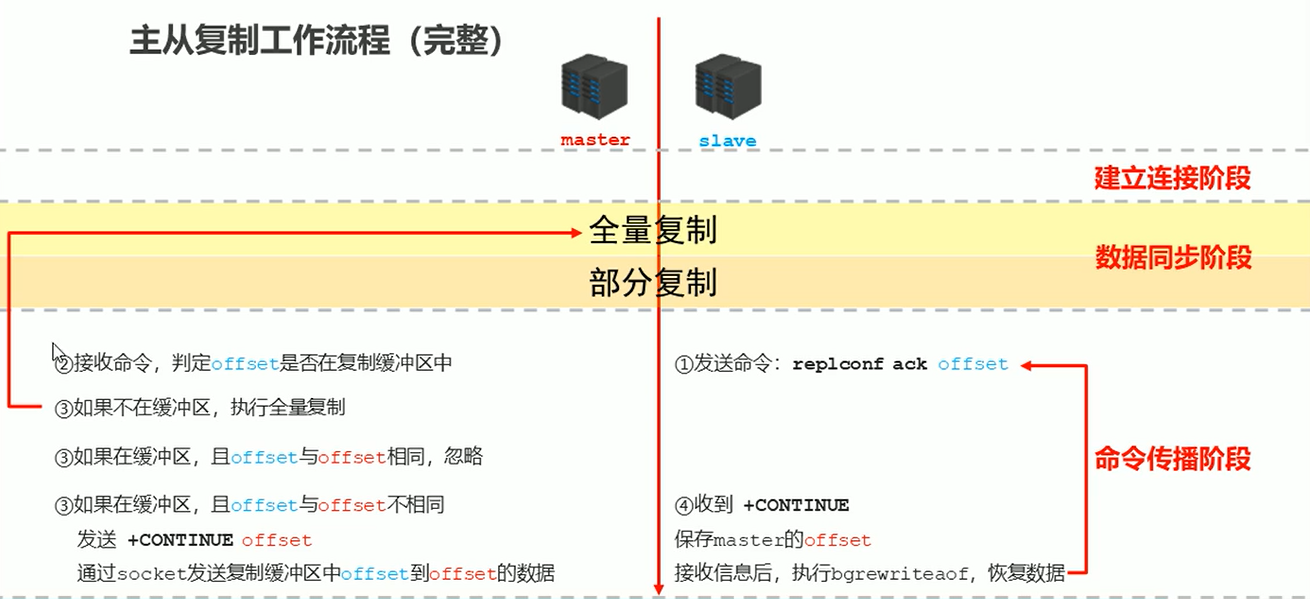 主从复制工作流程（完整）
master
slave
建立连接阶段
全量复制
数据同步阶段
部分复制
②接收命令，判定offset是否在复制缓冲区中
①发送命令：replconf ack offset
③如果不在缓冲区，执行全量复制
③如果在缓冲区，且offset与offset相同，忽略
命令传播阶段
③如果在缓冲区，且offset与offset不相同
④收到 +CONTINUE
发送 +CONTINUE offset
保存master的offset
通过socket发送复制缓冲区中offset到offset的数据
接收信息后，执行bgrewriteaof，恢复数据